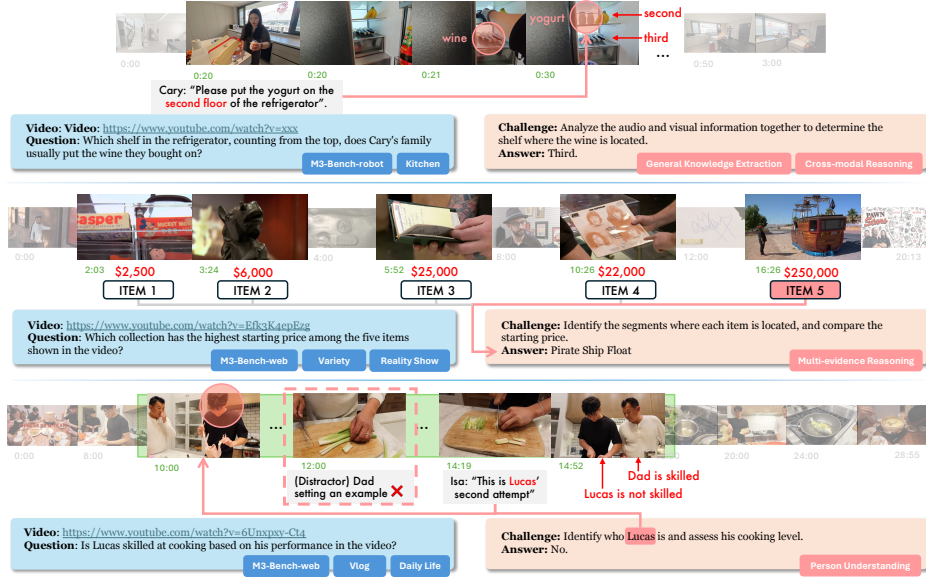 yogurt
second
wine
third
...
0:00
0:20
0:20
0:21
0:30
0:50
3:00
Cary: "Please put the yogurt on the
second floor of the refrigerator".
Video: Video: https://www.youtube.com/watch?v=xxx
Question: Which shelf in the refrigerator, counting from the top, does Cary's family
usually put the wine they bought on?
M3-Bench-robot
Kitchen
Challenge: Analyze the audio and visual information together to determine the
shelf where the wine is located.
Answer: Third.
General Knowledge Extraction
Cross-modal Reasoning
asper
PAWN
0:00
2:03
$2,500
3:24
$6,000
4:00
5:52
$25,000
8:00
10:26
$22,000
12:00
16:26
$250,000
20:13
ITEM 1
ITEM 2
ITEM 3
ITEM 4
ITEM 5
Video: https://www.youtube.com/watch?v=Efk3K4epEzg
Question: Which collection has the highest starting price among the five items
shown in the video?
M3-Bench-web
Variety
Reality Show
Challenge: Identify the segments where each item is located, and compare the
starting price.
Answer: Pirate Ship Float
Multi-evidence Reasoning
...
...
0:00
8:00
10:00
12:00
14:19
14:52
20:00
24:00
28:55
(Distractor) Dad
setting an example
Isa: "This is Lucas'
second attempt"
Dad is skilled
Lucas is not skilled
Video: https://www.youtube.com/watch?v=6Unxpxy-Ct4
Question: Is Lucas skilled at cooking based on his performance in the video?
M3-Bench-web
Vlog
Daily Life
Challenge: Identify who Lucas is and assess his cooking level.
Answer: No.
Person Understanding